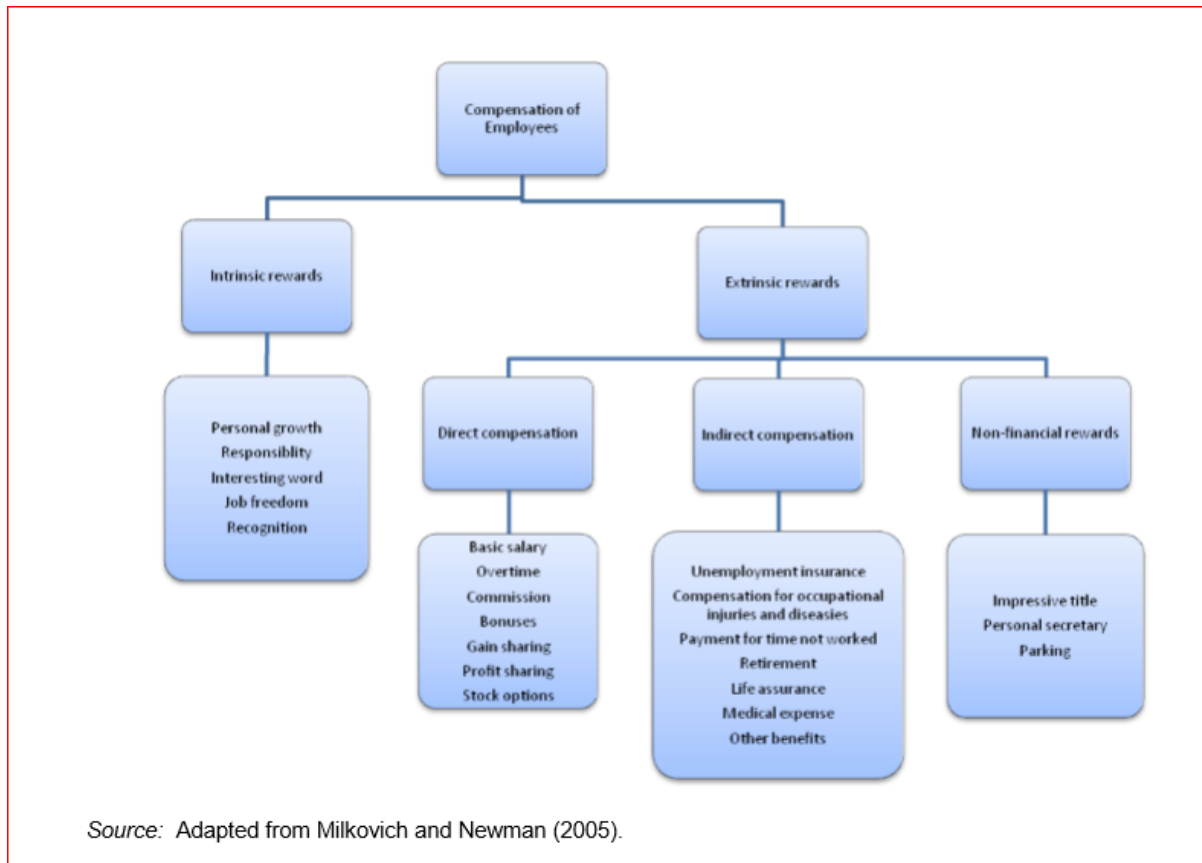 Compensation of
Employees
Intrinsic rewards
Extrinsic rewards
Personal growth
Responsiblity
Interesting word
Job freedom
Recognition
Direct compensation
Indirect compensation
Non-financial rewards
Basic salary
Overtime
Commission
Bonuses
Gain sharing
Profit sharing
Stock options
Unemployment insurance
Compensation for occupational
injuries and diseasies
Payment for time not worked
Retirement
Life assurance
Medical expense
Other benefits
Impressive title
Personal secretary
Parking
Source: Adapted from Milkovich and Newman (2005).